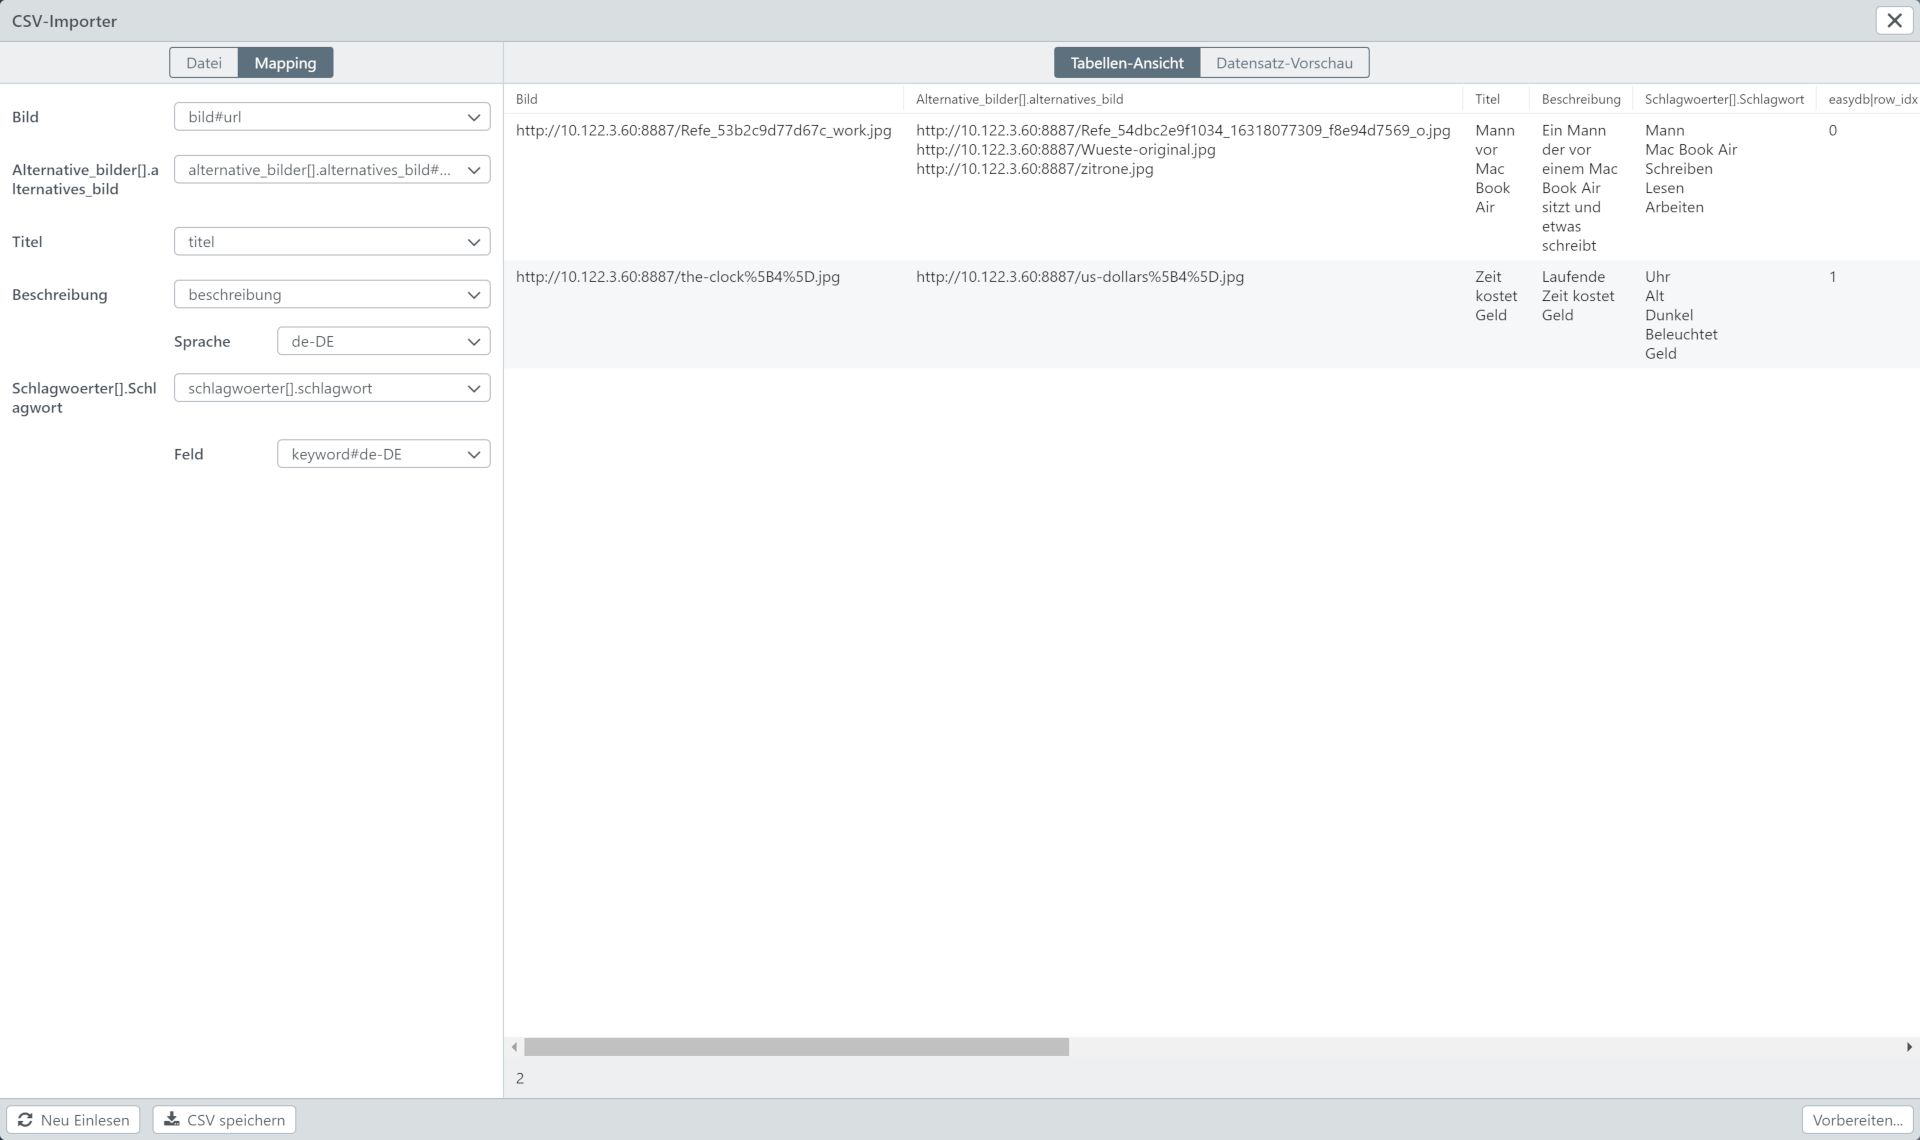 CSV-Importer
Datei Mapping
Tabellen-Ansicht Datensatz-Vorschau
Bild bild#url
Alternative_bilder[].a
lternatives_bild
alternative_bilder[].alternatives_bild#...
Titel titel
Beschreibung beschreibung
Sprache de-DE
Schlagwoerter[].Schl
agwort
schlagwoerter[].schlagwort
Feld keyword#de-DE
Bild Alternative_bilder[].alternatives_bild Titel Beschreibung Schlagwoerter[].Schlagwort easydb|row_idx
http://10.122.3.60:8887/Refe_53b2c9d77d67c_work.jpg http://10.122.3.60:8887/Refe_54dbc2e9f1034_16318077309_f8e94d7569_o.jpg Mann Ein Mann Mann 0
http://10.122.3.60:8887/Wueste-original.jpg vor der vor Mac Book Air
http://10.122.3.60:8887/zitrone.jpg Mac einem Mac Schreiben
Book Book Air Lesen
Air sitzt und Arbeiten
etwas
schreibt
http://10.122.3.60:8887/the-clock%5B4%5D.jpg http://10.122.3.60:8887/us-dollars%5B4%5D.jpg Zeit Laufende Uhr 1
kostet Zeit kostet Alt
Geld Geld Dunkel
Beleuchtet
Geld
2
Neu Einlesen CSV speichern Vorbereiten...